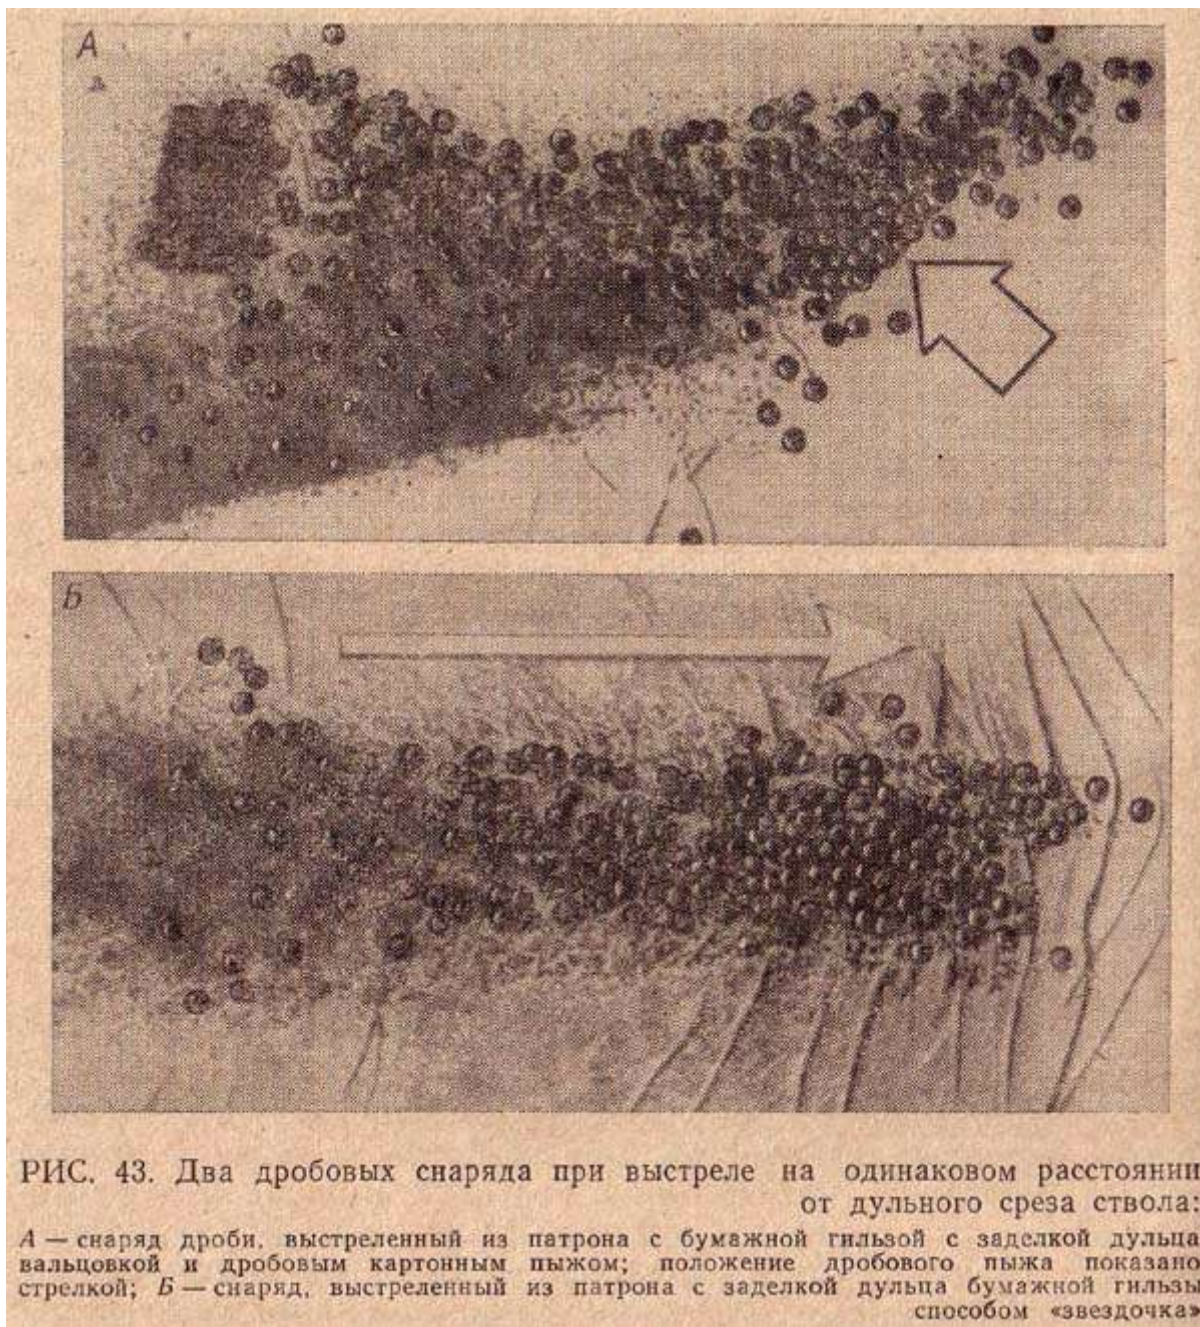 А
Б
РИС. 43. Два дробовых снаряда при выстреле на одинаковом расстоянии
от дульного среза ствола:
А — снаряд дроби, выстреленный из патрона с бумажной гильзой с заделкой дульца
вальцовкой и дробовым картонным пыжом; положение дробового пыжа показано
стрелкой; Б — снаряд, выстреленный из патрона с заделкой дульца бумажной гильзы
способом «звездочка»